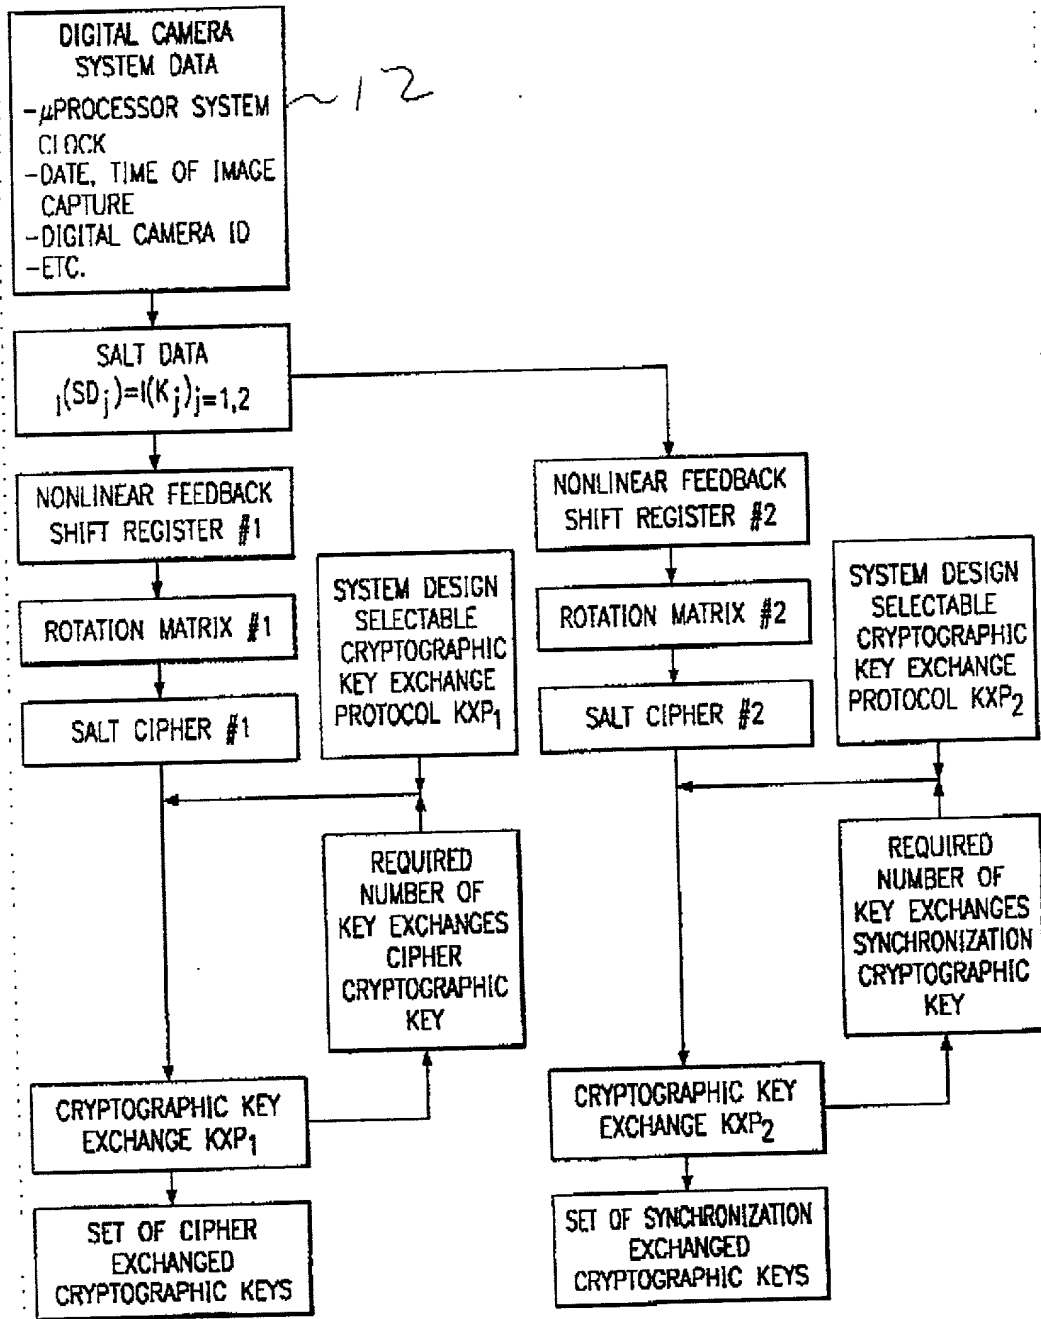 DIGITAL CAMERA
SYSTEM DATA
-μPROCESSOR SYSTEM
CLOCK
-DATE, TIME OF IMAGE
CAPTURE
-DIGITAL CAMERA ID
-ETC.
~12
SALT DATA
I(SDj)=I(Kj)j=1,2
NONLINEAR FEEDBACK
SHIFT REGISTER #1
ROTATION MATRIX #1
SALT CIPHER #1
SYSTEM DESIGN
SELECTABLE
CRYPTOGRAPHIC
KEY EXCHANGE
PROTOCOL KXP1
REQUIRED
NUMBER OF
KEY EXCHANGES
CIPHER
CRYPTOGRAPHIC
KEY
CRYPTOGRAPHIC KEY
EXCHANGE KXP1
SET OF CIPHER
EXCHANGED
CRYPTOGRAPHIC KEYS
NONLINEAR FEEDBACK
SHIFT REGISTER #2
ROTATION MATRIX #2
SALT CIPHER #2
SYSTEM DESIGN
SELECTABLE
CRYPTOGRAPHIC
KEY EXCHANGE
PROTOCOL KXP2
REQUIRED
NUMBER OF
KEY EXCHANGES
SYNCHRONIZATION
CRYPTOGRAPHIC
KEY
CRYPTOGRAPHIC KEY
EXCHANGE KXP2
SET OF SYNCHRONIZATION
EXCHANGED
CRYPTOGRAPHIC KEYS